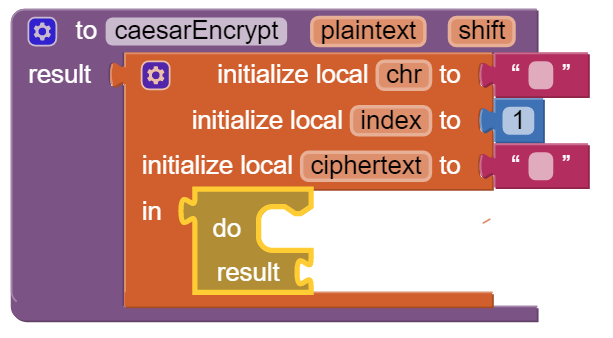 to caesarEncrypt plaintext shift
result initialize local chr to “ ”
initialize local index to 1
initialize local ciphertext to “ ”
in
do
result